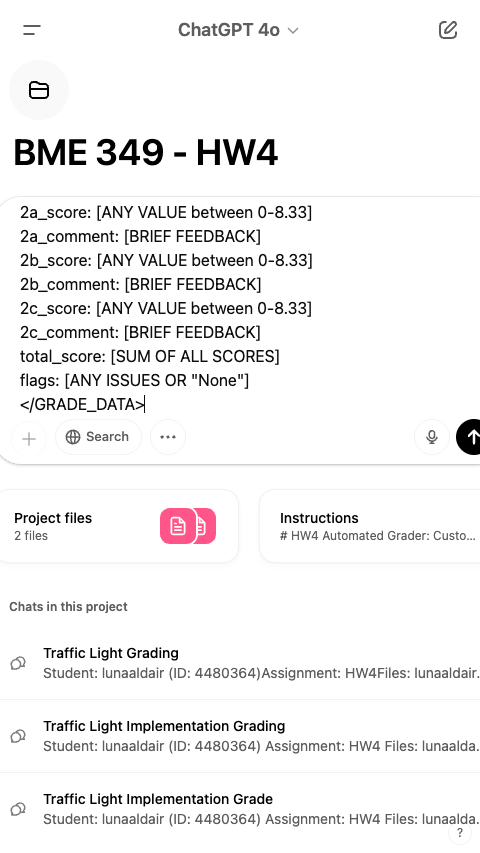 ChatGPT 4o
BME 349 - HW4
2a_score: [ANY VALUE between 0-8.33]
2a_comment: [BRIEF FEEDBACK]
2b_score: [ANY VALUE between 0-8.33]
2b_comment: [BRIEF FEEDBACK]
2c_score: [ANY VALUE between 0-8.33]
2c_comment: [BRIEF FEEDBACK]
total_score: [SUM OF ALL SCORES]
flags: [ANY ISSUES OR "None"]
</GRADE_DATA>
Search
Project files
2 files
Instructions
# HW4 Automated Grader: Custo...
Chats in this project
Traffic Light Grading
Student: lunaaldair (ID: 4480364)Assignment: HW4Files: lunaaldair.
Traffic Light Implementation Grading
Student: lunaaldair (ID: 4480364) Assignment: HW4 Files: lunaalda.
Traffic Light Implementation Grade
Student: lunaaldair (ID: 4480364) Assignment: HW4 Files: lunaalda.
?